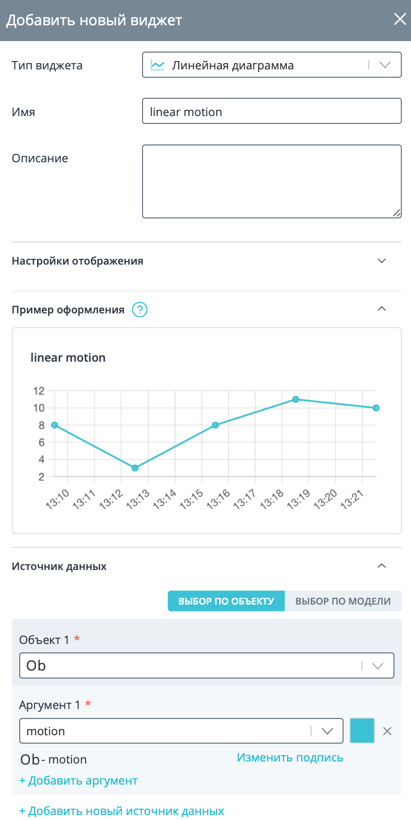 Добавить новый виджет
Тип виджета
Линейная диаграмма
Имя
linear motion
Описание
Настройки отображения
Пример оформления ?
linear motion
12
10
8
6
4
2
13:10 13:11 13:12 13:13 13:14 13:15 13:16 13:17 13:18 13:19 13:20 13:21
Источник данных
ВЫБОР ПО ОБЪЕКТУ ВЫБОР ПО МОДЕЛИ
Объект 1 *
Ob
Аргумент 1 *
motion
Ob - motion Изменить подпись
+ Добавить аргумент
+ Добавить новый источник данных